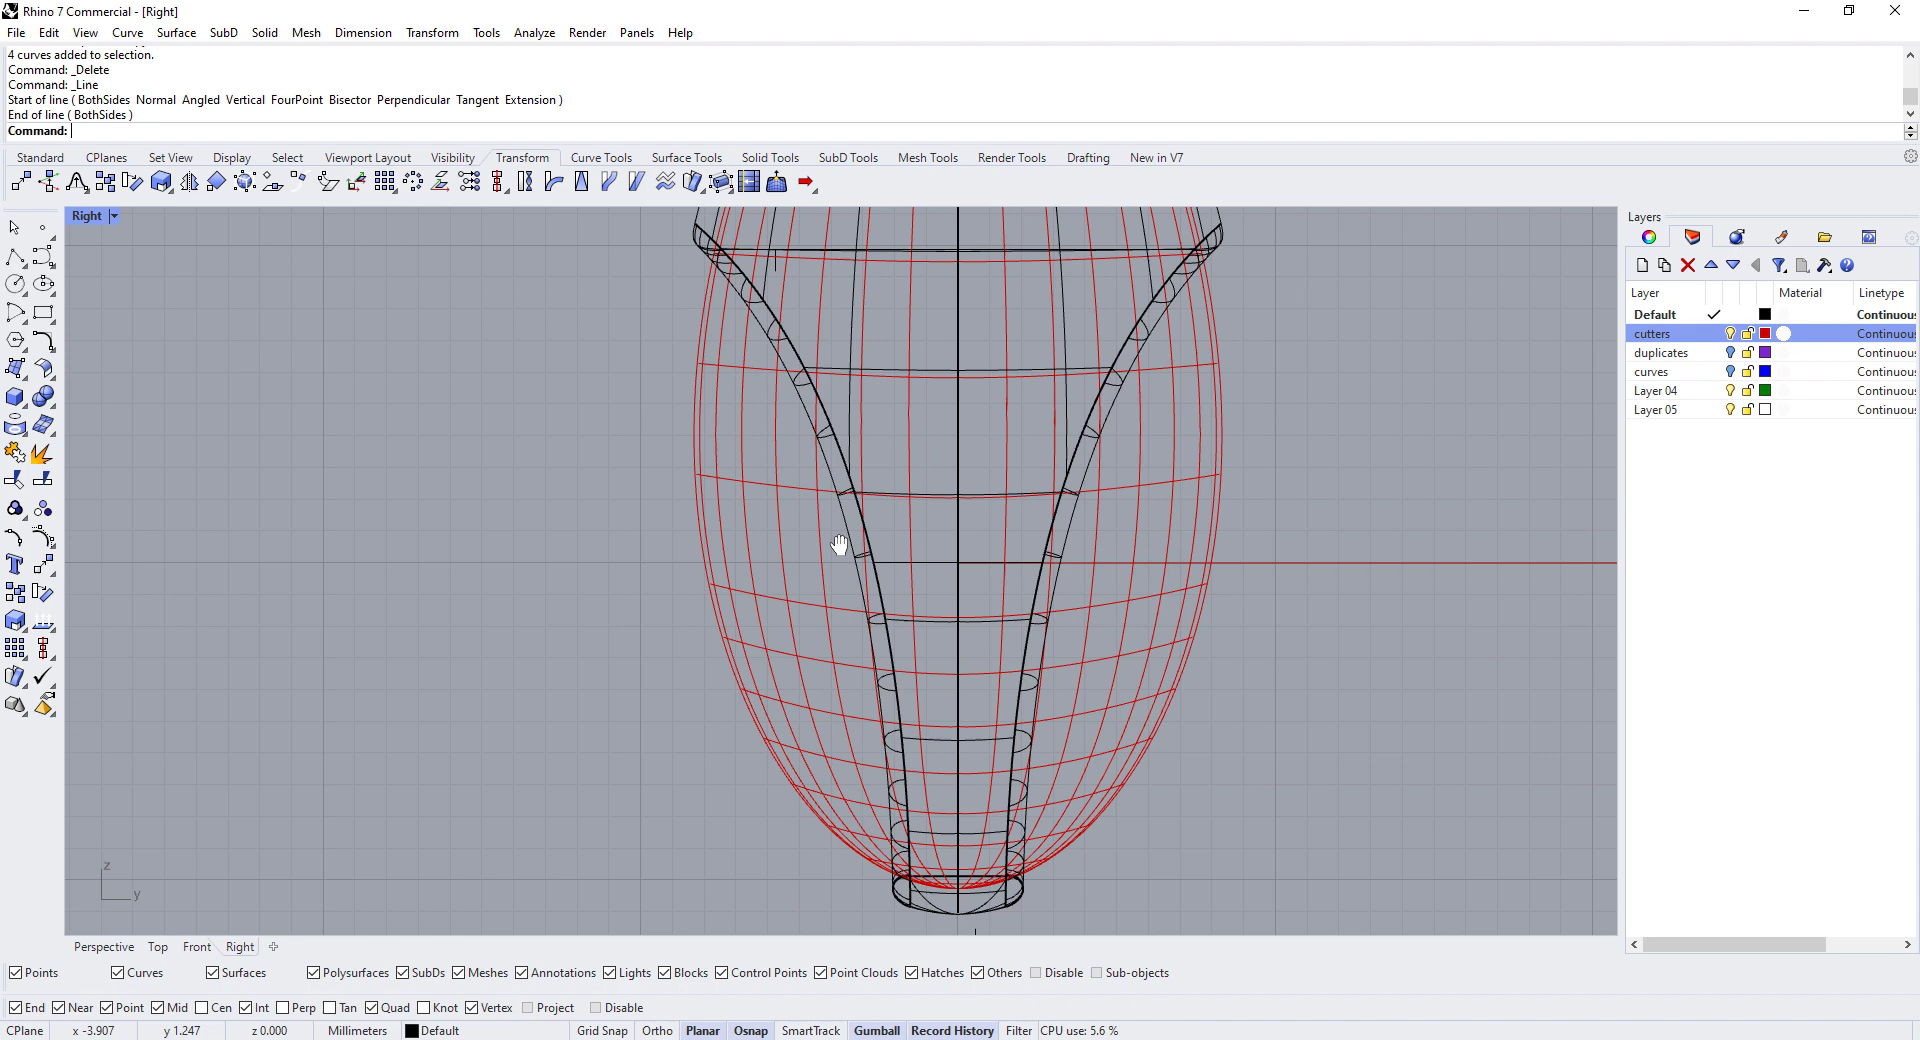 Rhino 7 Commercial - [Right]
File Edit View Curve Surface SubD Solid Mesh Dimension Transform Tools Analyze Render Panels Help
4 curves added to selection.
Command: _Delete
Command: _Line
Start of line ( BothSides Normal Angled Vertical FourPoint Bisector Perpendicular Tangent Extension )
End of line ( BothSides )
Command:
Standard CPlanes Set View Display Select Viewport Layout Visibility Transform Curve Tools Surface Tools Solid Tools SubD Tools Mesh Tools Render Tools Drafting New in V7
Right
Layers
Layer Material Linetype
Default Continuous
cutters Continuous
duplicates Continuous
curves Continuous
Layer 04 Continuous
Layer 05 Continuous
z
y
Perspective Top Front Right
Points Curves Surfaces Polysurfaces SubDs Meshes Annotations Lights Blocks Control Points Point Clouds Hatches Others Disable Sub-objects
End Near Point Mid Cen Int Perp Tan Quad Knot Vertex Project Disable
CPlane x -3.907 y 1.247 z 0.000 Millimeters Default Grid Snap Ortho Planar Osnap SmartTrack Gumball Record History Filter CPU use: 5.6 %